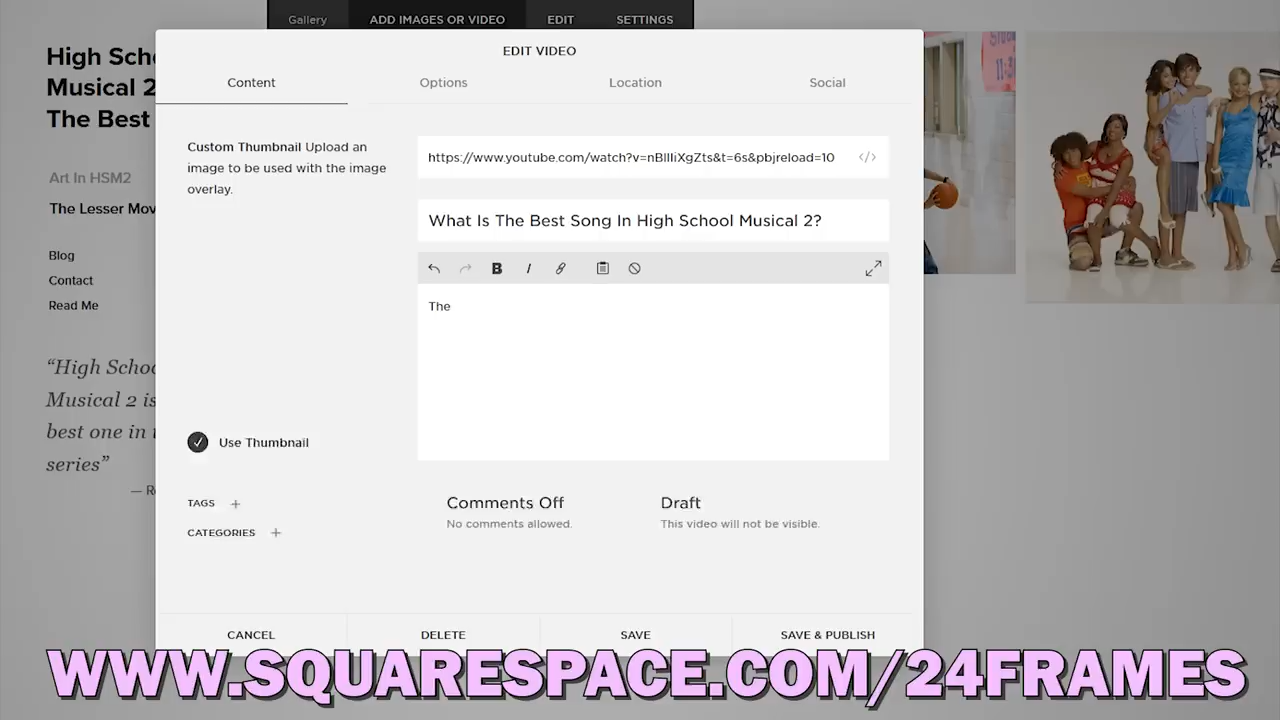 Gallery
ADD IMAGES OR VIDEO
EDIT
SETTINGS
High Scho
Musical 2
The Best
Art In HSM2
The Lesser Mov
Blog
Contact
Read Me
“High Schoo
Musical 2 is
best one in
series”
EDIT VIDEO
Content
Options
Location
Social
Custom Thumbnail Upload an
image to be used with the image
overlay.
https://www.youtube.com/watch?v=nBIlliXgZts&t=6s&pbjreload=10
</>
What Is The Best Song In High School Musical 2?
B I
The
Use Thumbnail
TAGS +
CATEGORIES +
Comments Off
No comments allowed.
Draft
This video will not be visible.
CANCEL
DELETE
SAVE
SAVE & PUBLISH
WWW.SQUARESPACE.COM/24FRAMES